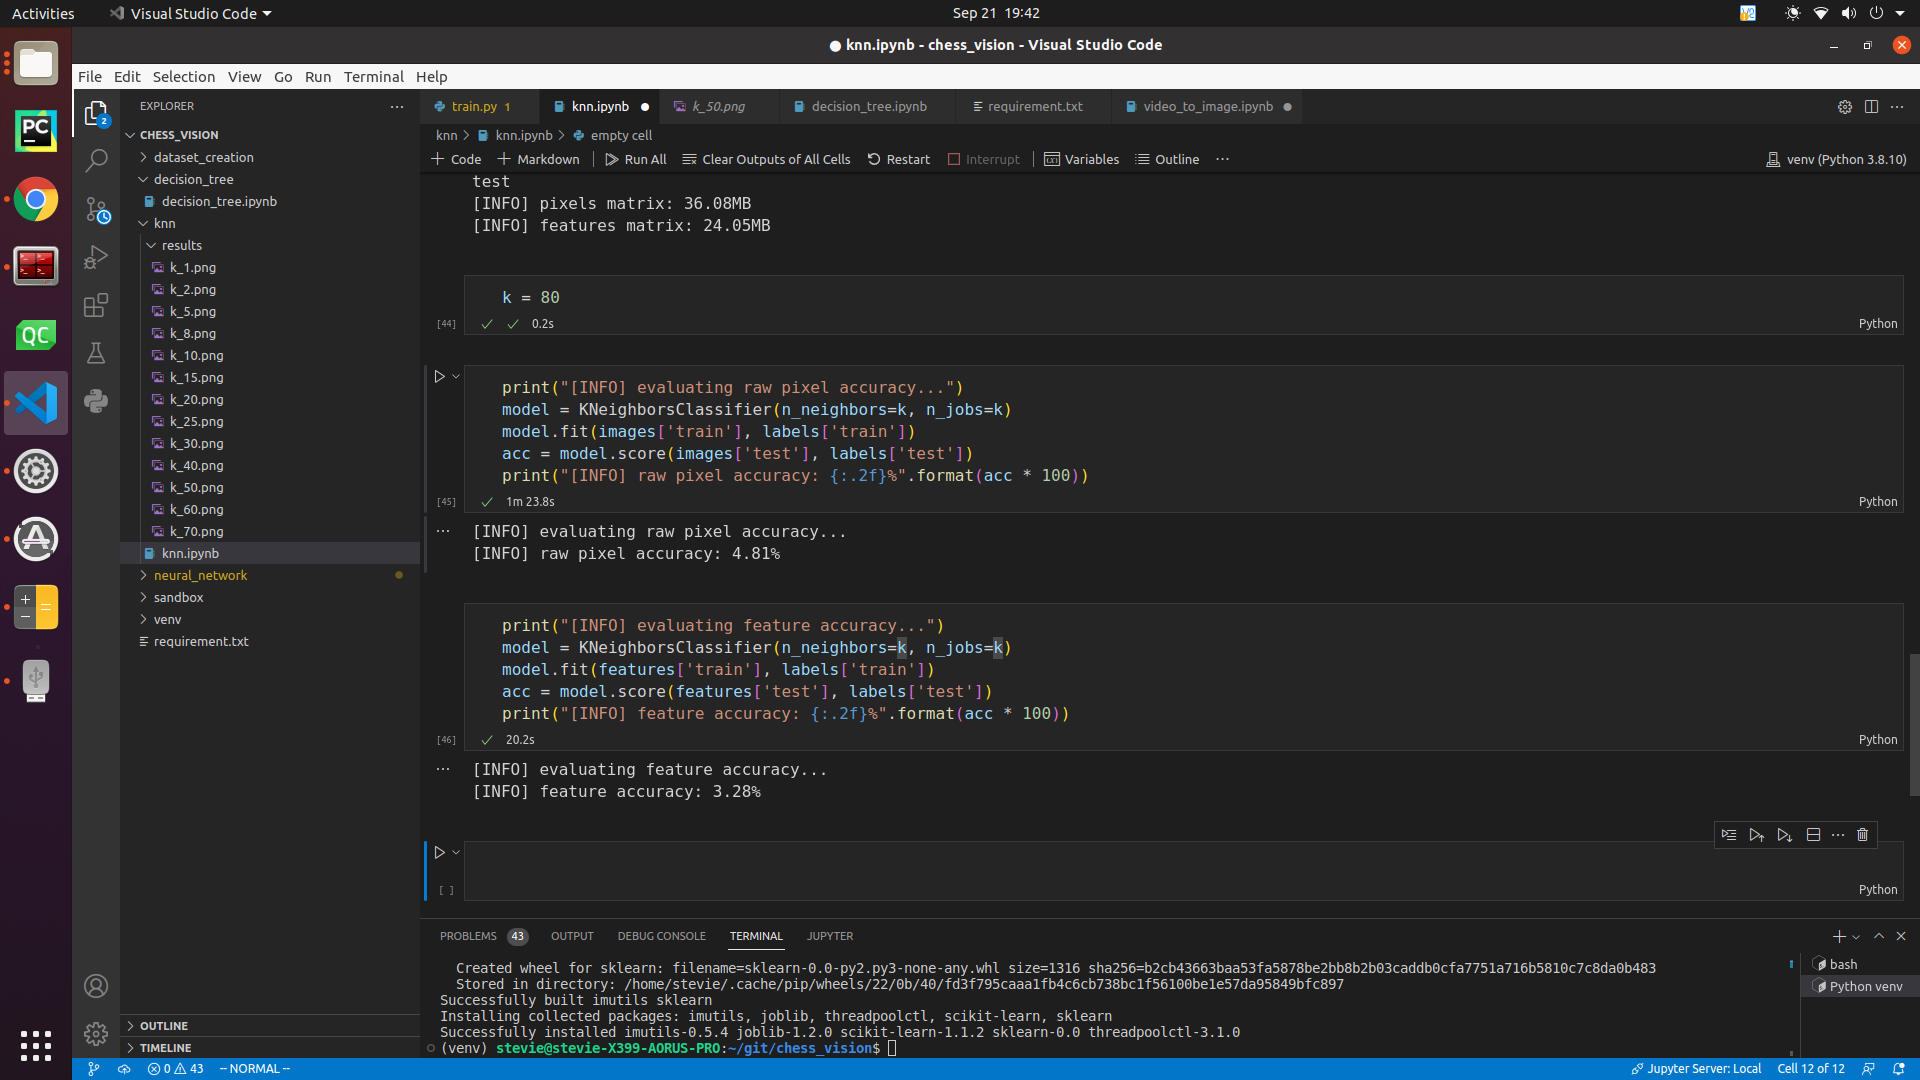 Activities
Visual Studio Code
Sep 21 19:42
● knn.ipynb - chess_vision - Visual Studio Code
File Edit Selection View Go Run Terminal Help
EXPLORER
train.py 1
knn.ipynb
k_50.png
decision_tree.ipynb
requirement.txt
video_to_image.ipynb
knn > knn.ipynb > empty cell
Code
Markdown
Run All
Clear Outputs of All Cells
Restart
Interrupt
Variables
Outline
venv (Python 3.8.10)
2
CHESS_VISION
dataset_creation
decision_tree
decision_tree.ipynb
knn
results
k_1.png
k_2.png
k_5.png
k_8.png
k_10.png
k_15.png
k_20.png
k_25.png
k_30.png
k_40.png
k_50.png
k_60.png
k_70.png
knn.ipynb
neural_network
sandbox
venv
requirement.txt
OUTLINE
TIMELINE
PC
QC
test
[INFO] pixels matrix: 36.08MB
[INFO] features matrix: 24.05MB
k = 80
[44] 0.2s Python
print("[INFO] evaluating raw pixel accuracy...")
model = KNeighborsClassifier(n_neighbors=k, n_jobs=k)
model.fit(images['train'], labels['train'])
acc = model.score(images['test'], labels['test'])
print("[INFO] raw pixel accuracy: {:.2f}%".format(acc * 100))
[45] 1m 23.8s Python
[INFO] evaluating raw pixel accuracy...
[INFO] raw pixel accuracy: 4.81%
print("[INFO] evaluating feature accuracy...")
model = KNeighborsClassifier(n_neighbors=k, n_jobs=k)
model.fit(features['train'], labels['train'])
acc = model.score(features['test'], labels['test'])
print("[INFO] feature accuracy: {:.2f}%".format(acc * 100))
[46] 20.2s Python
[INFO] evaluating feature accuracy...
[INFO] feature accuracy: 3.28%
[ ] Python
PROBLEMS 43 OUTPUT DEBUG CONSOLE TERMINAL JUPYTER
Created wheel for sklearn: filename=sklearn-0.0-py2.py3-none-any.whl size=1316 sha256=b2cb43663baa53fa5878be2bb8b2b03caddb0cfa7751a716b5810c7c8da0b483
Stored in directory: /home/stevie/.cache/pip/wheels/22/0b/40/fd3f795caaa1fb4c6cb738bc1f56100be1e57da95849bfc897
Successfully built imutils sklearn
Installing collected packages: imutils, joblib, threadpoolctl, scikit-learn, sklearn
Successfully installed imutils-0.5.4 joblib-1.2.0 scikit-learn-1.1.2 sklearn-0.0 threadpoolctl-3.1.0
(venv) stevie@stevie-X399-AORUS-PRO:~/git/chess_vision$
bash
Python venv
0 43 -- NORMAL --
Jupyter Server: Local Cell 12 of 12